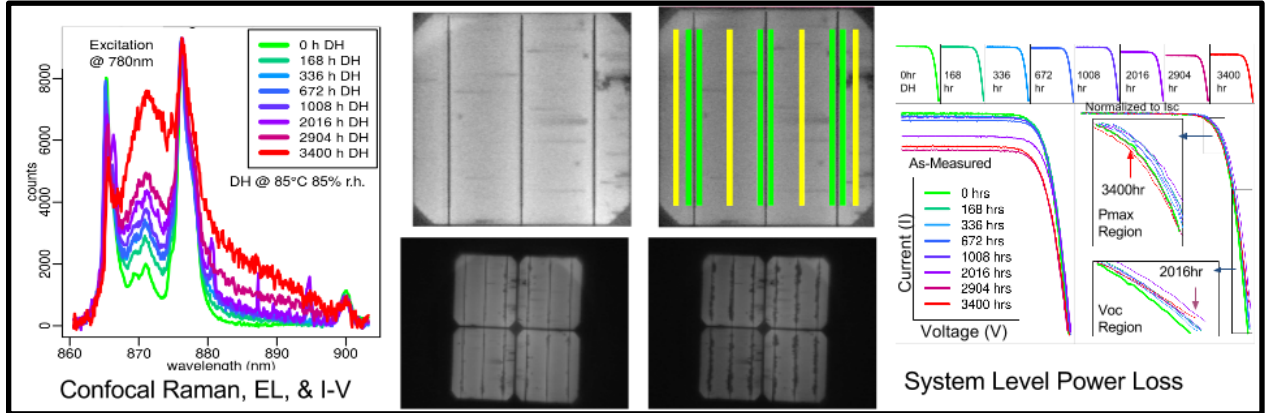 Excitation
@ 780nm
0 h DH
168 h DH
336 h DH
672 h DH
1008 h DH
2016 h DH
2904 h DH
3400 h DH
DH @ 85°C 85% r.h.
counts
8000
6000
4000
2000
0
860
870
880
890
900
wavelength (nm)
Confocal Raman, EL, & I-V
0hr
DH
168
hr
336
hr
672
hr
1008
hr
2016
hr
2904
hr
3400
hr
Normalized to Isc
As-Measured
0 hrs
168 hrs
336 hrs
672 hrs
1008 hrs
2016 hrs
2904 hrs
3400 hrs
Current (I)
Voltage (V)
3400hr
Pmax
Region
2016hr
Voc
Region
System Level Power Loss